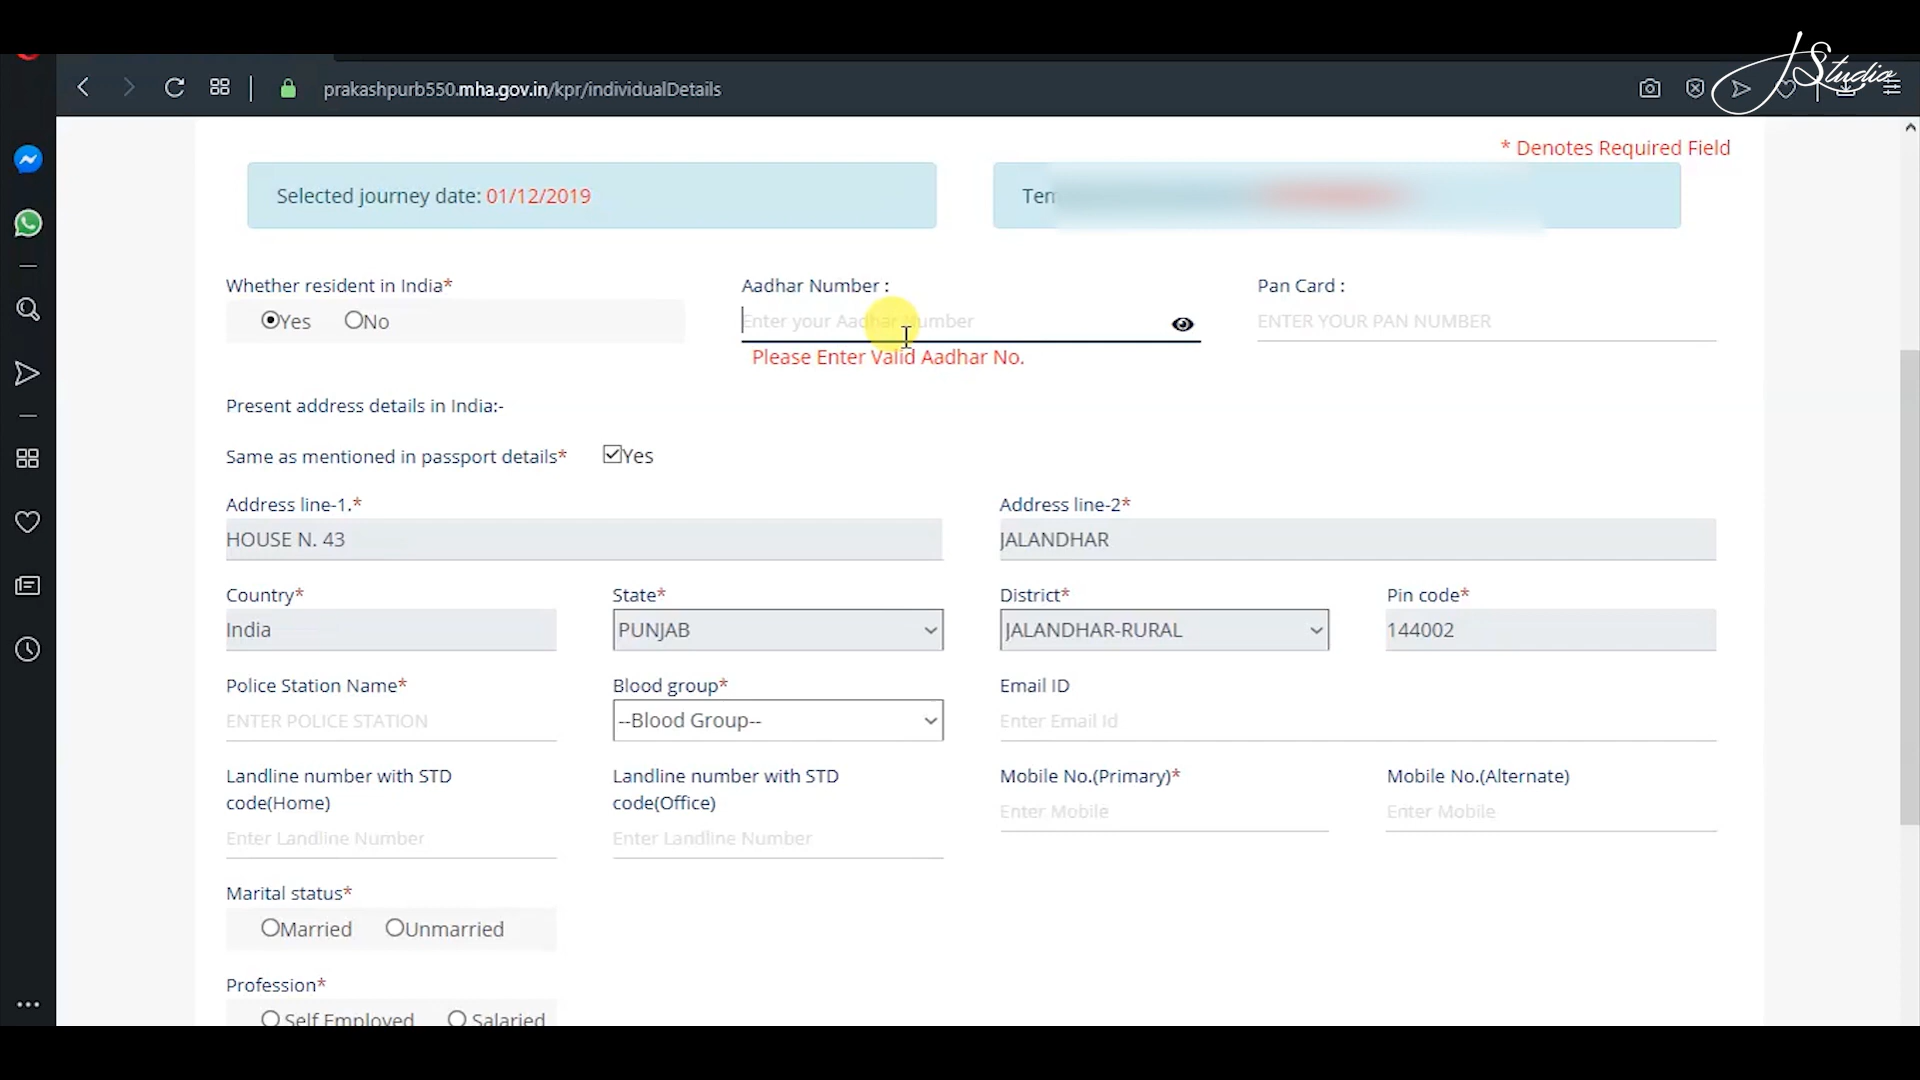 J Studio
prakashpurb550.mha.gov.in/kpr/individualDetails
* Denotes Required Field
Selected journey date: 01/12/2019
Whether resident in India*
Aadhar Number :
Pan Card :
Yes No
Enter your Aadhar Number
ENTER YOUR PAN NUMBER
Please Enter Valid Aadhar No.
Present address details in India:-
Same as mentioned in passport details* Yes
Address line-1.*
Address line-2*
HOUSE N. 43
JALANDHAR
Country*
State*
District*
Pin code*
India
PUNJAB
JALANDHAR-RURAL
144002
Police Station Name*
Blood group*
Email ID
ENTER POLICE STATION
--Blood Group--
Enter Email Id
Landline number with STD
code(Home)
Landline number with STD
code(Office)
Mobile No.(Primary)*
Mobile No.(Alternate)
Enter Landline Number
Enter Landline Number
Enter Mobile
Enter Mobile
Marital status*
Married Unmarried
Profession*
Self Employed Salaried